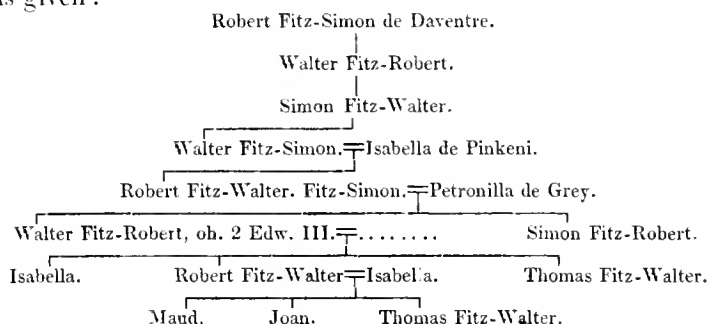 as given:
Robert Fitz-Simon de Daventre.
Walter Fitz-Robert.
Simon Fitz-Walter.
Walter Fitz-Simon.=Isabella de Pinkeni.
Robert Fitz-Walter. Fitz-Simon.=Petronilla de Grey.
Walter Fitz-Robert, oh. 2 Edw. III.=........ Simon Fitz-Robert.
Isabella. Robert Fitz-Walter=Isabella. Thomas Fitz-Walter.
Maud. Joan. Thomas Fitz-Walter.